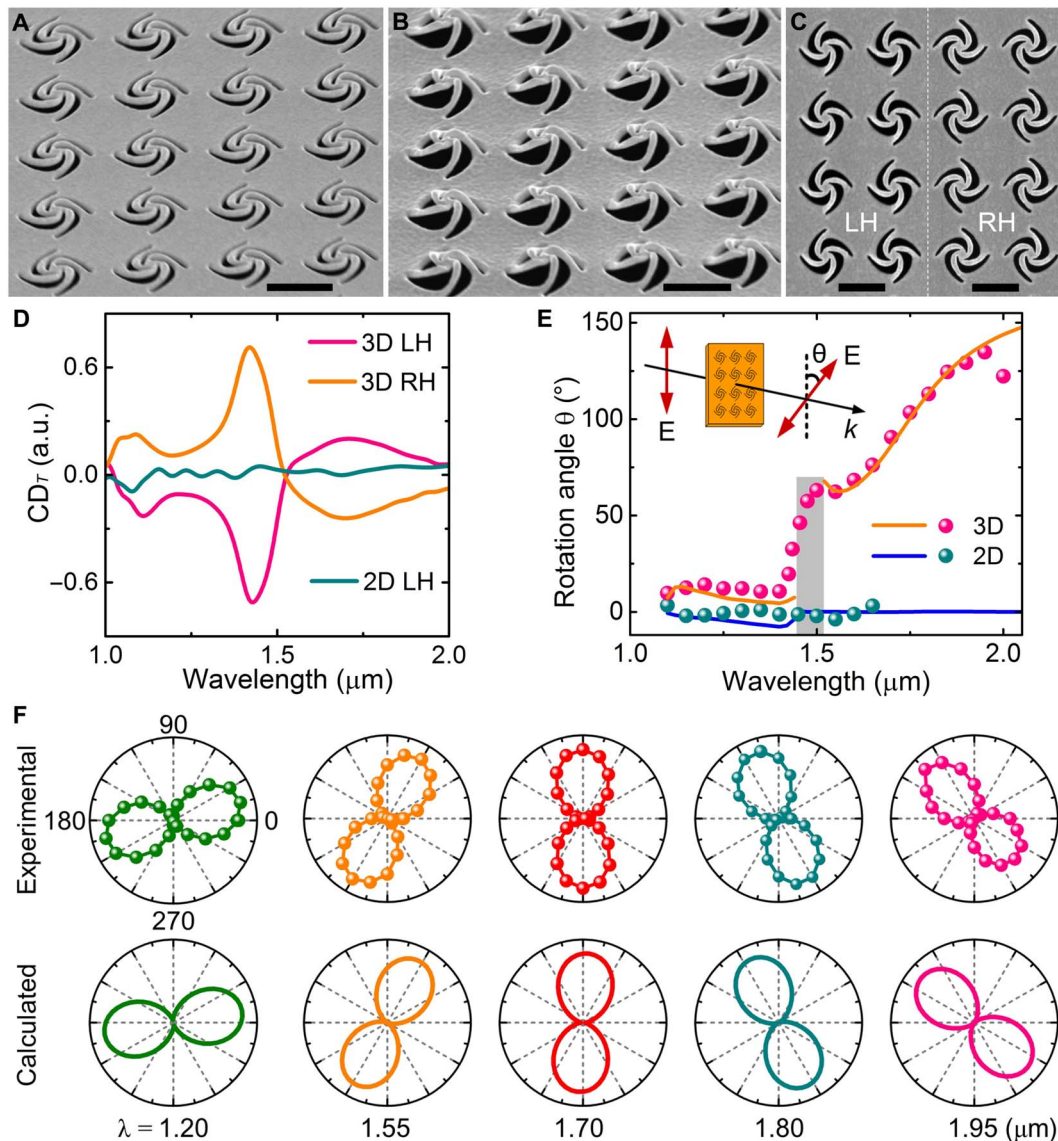 A
B
C
LH
RH
D
0.6
0.0
−0.6
CD_T (a.u.)
3D LH
3D RH
2D LH
1.0
1.5
2.0
Wavelength (μm)
E
150
100
50
0
Rotation angle θ (°)
E
θ
E
k
3D
2D
1.0
1.5
2.0
Wavelength (μm)
F
Experimental
90
180
0
270
Calculated
λ = 1.20
1.55
1.70
1.80
1.95 (μm)